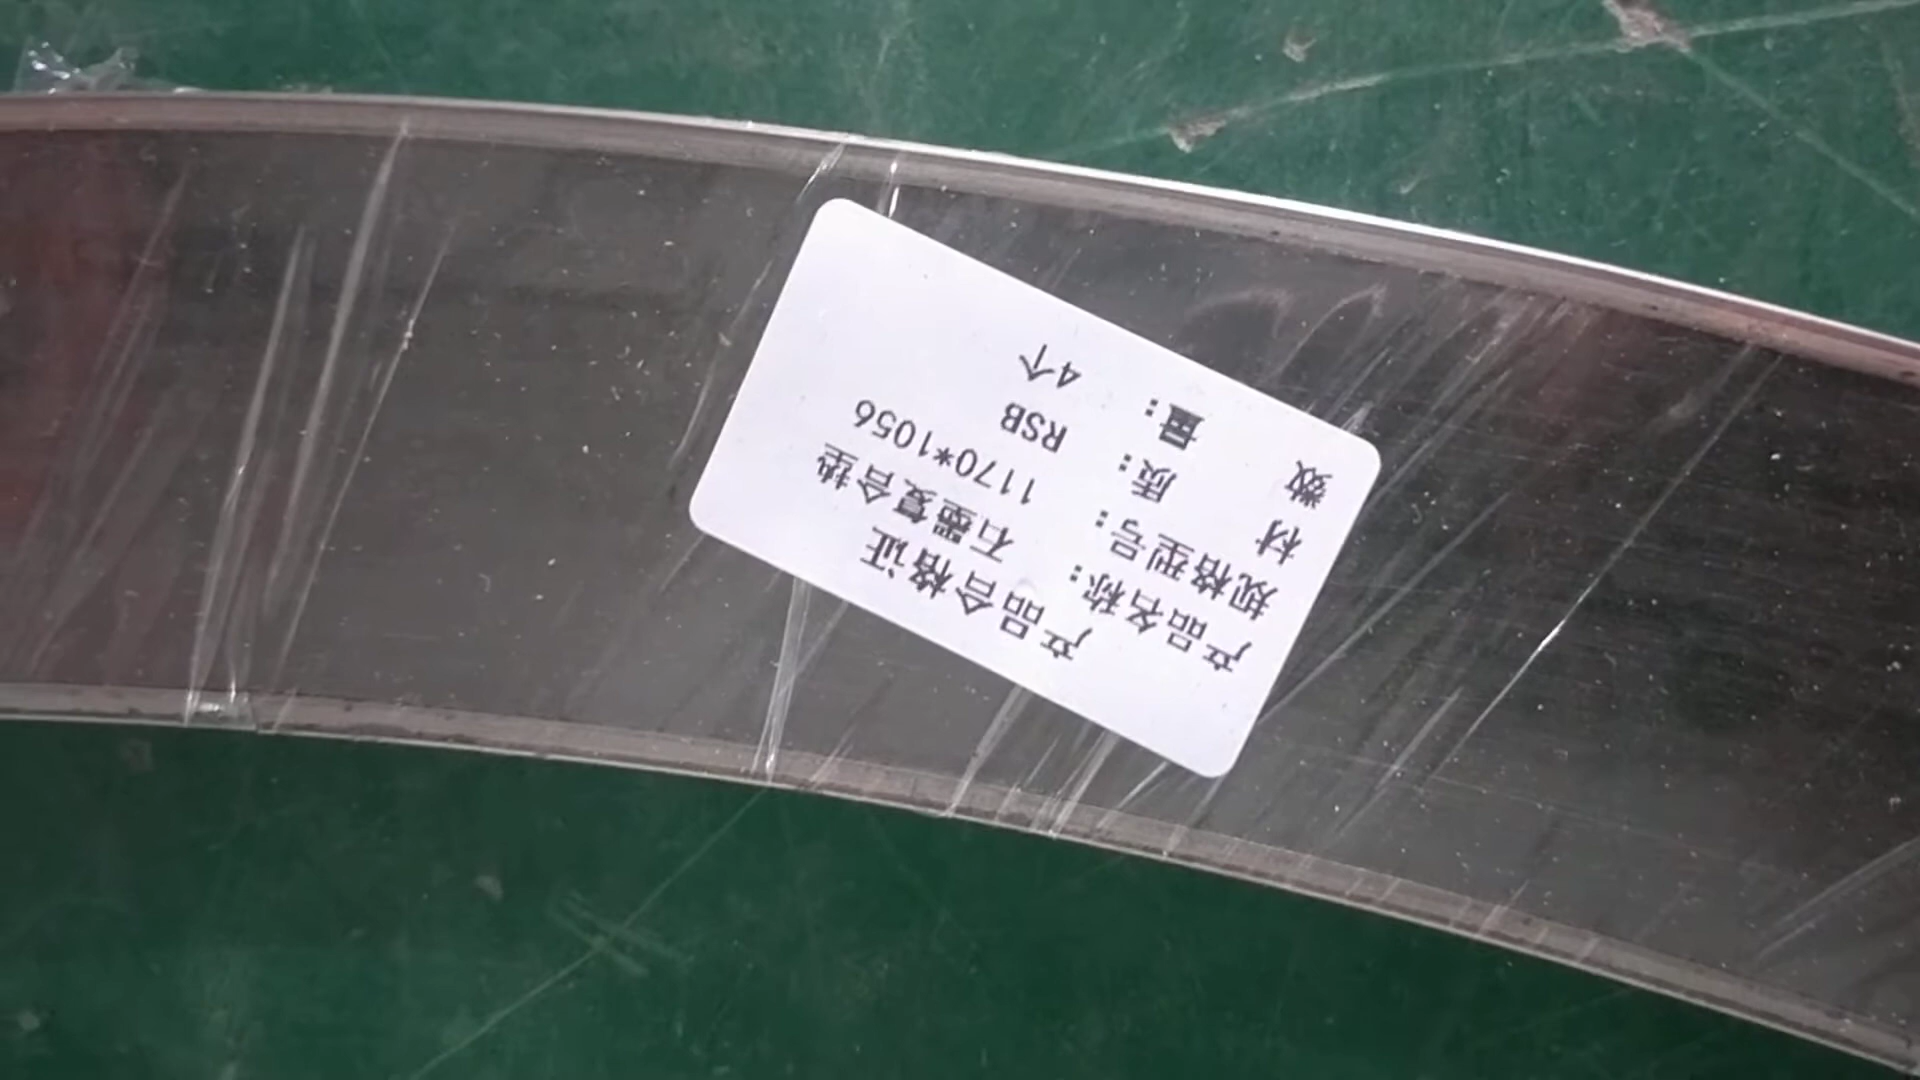 产品合格证
产品名称： 石墨复合垫
规格型号： 1170*1056
材 质： RSB
数 量： 4个